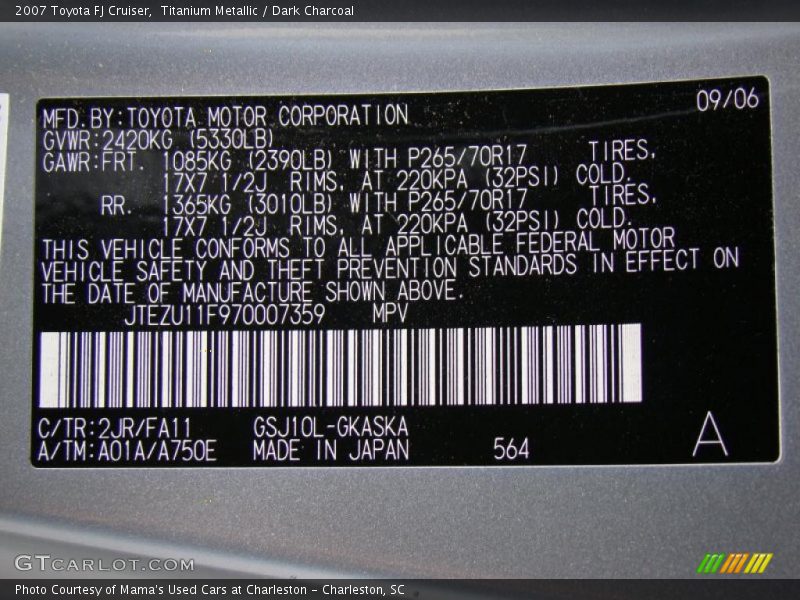 2007 Toyota FJ Cruiser,  Titanium Metallic / Dark Charcoal
MFD.BY:TOYOTA MOTOR CORPORATION 09/06
GVWR:2420KG (5330LB)
GAWR:FRT. 1085KG (2390LB) WITH P265/70R17 TIRES,
17X7 1/2J RIMS, AT 220KPA (32PSI) COLD.
RR. 1365KG (3010LB) WITH P265/70R17 TIRES,
17X7 1/2J RIMS, AT 220KPA (32PSI) COLD.
THIS VEHICLE CONFORMS TO ALL APPLICABLE FEDERAL MOTOR
VEHICLE SAFETY AND THEFT PREVENTION STANDARDS IN EFFECT ON
THE DATE OF MANUFACTURE SHOWN ABOVE.
JTEZU11F970007359 MPV
C/TR:2JR/FA11 GSJ10L-GKASKA
A/TM:A01A/A750E MADE IN JAPAN 564 A
GTCARLOT.COM
Photo Courtesy of Mama's Used Cars at Charleston - Charleston, SC